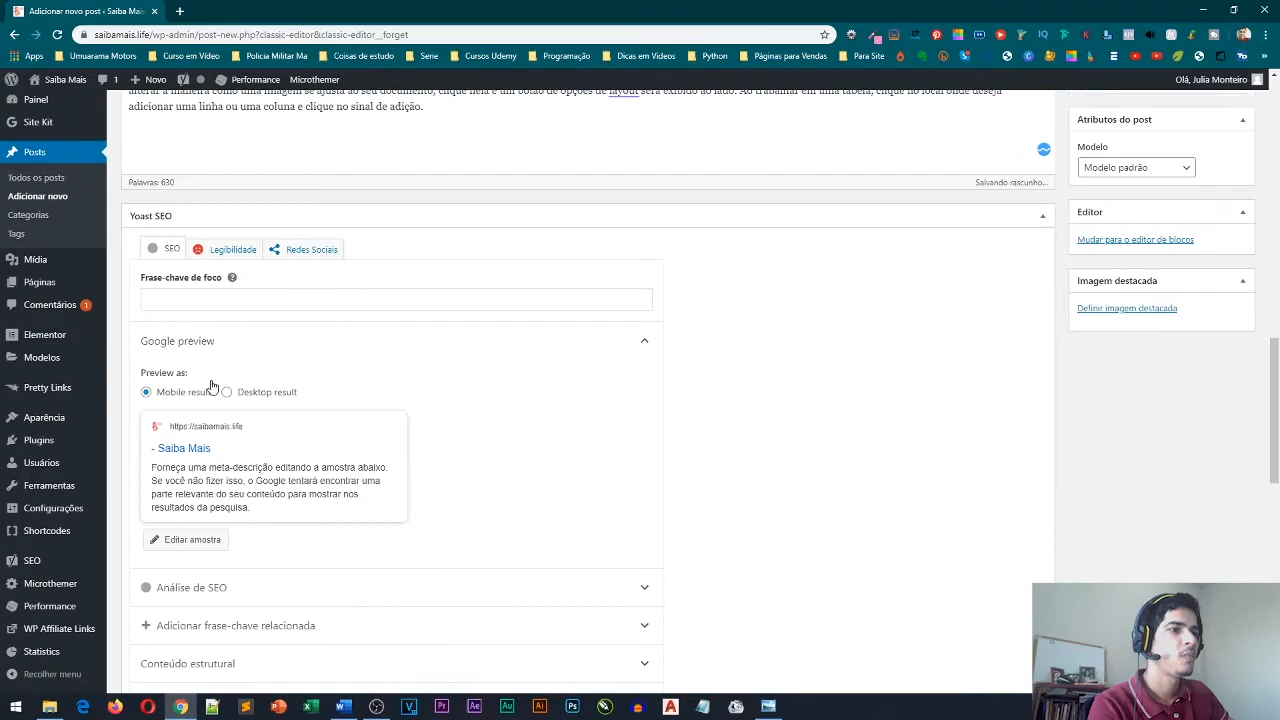 Adicionar novo post ‹ Saiba Mais
saibamais.life/wp-admin/post-new.php?classic-editor&classic-editor__forget
Apps
Umuarama Motors
Curso em Vídeo
Policia Militar Ma
Cidades do Ceará
Serie
Cursos Udemy
Programação
Dicas em Vídeos
Python
Páginas para Vendas
Para Site
Saiba Mais
1
Novo
Performance
Microthemer
Olá, Julia Monteiro
Painel
Site Kit
Posts
Todos os posts
Adicionar novo
Categorias
Tags
Mídia
Páginas
Comentários 1
Elementor
Modelos
Pretty Links
Aparência
Plugins
Usuários
Ferramentas
Configurações
Shortcodes
SEO
Microthemer
Performance
WP Affiliate Links
Statistics
Recolher menu
alterar a maneira como uma imagem se ajusta ao seu documento, clique nela e um botão de opções de layout será exibido ao lado. Ao trabalhar em uma tabela, clique no local onde deseja
adicionar uma linha ou uma coluna e clique no sinal de adição.
Palavras: 630
Salvando rascunho...
Yoast SEO
SEO
Legibilidade
Redes Sociais
Frase-chave de foco
Google preview
Preview as:
Mobile result
Desktop result
https://saibamais.life
- Saiba Mais
Forneça uma meta-descrição editando a amostra abaixo.
Se você não fizer isso, o Google tentará encontrar uma
parte relevante do seu conteúdo para mostrar nos
resultados da pesquisa.
Editar amostra
Análise de SEO
Adicionar frase-chave relacionada
Conteúdo estrutural
Atributos do post
Modelo
Modelo padrão
Editor
Mudar para o editor de blocos
Imagem destacada
Definir imagem destacada